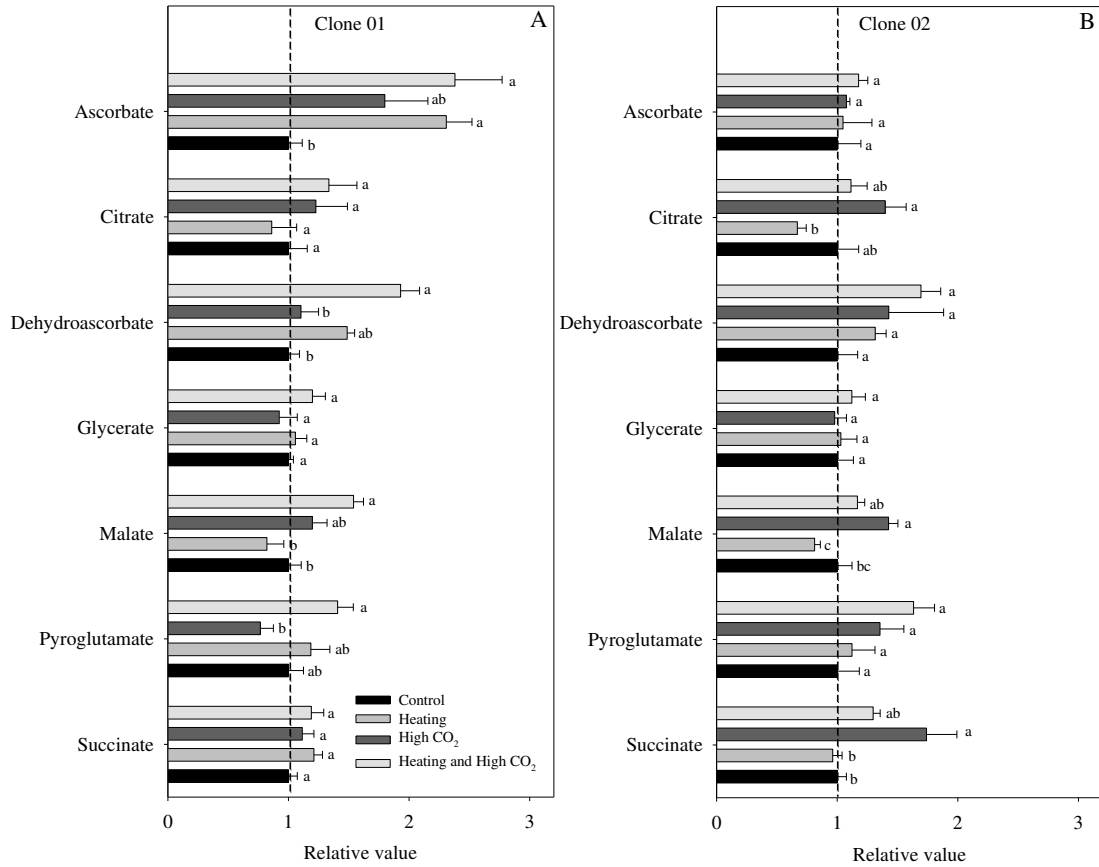 Clone 01
A
Ascorbate
a
ab
a
b
Citrate
a
a
a
a
Dehydroascorbate
a
b
ab
b
Glycerate
a
a
a
a
Malate
a
ab
b
b
Pyroglutamate
a
b
ab
ab
Succinate
a
a
a
a
Control
Heating
High CO₂
Heating and High CO₂
0 1 2 3
Relative value
Clone 02
B
Ascorbate
a
a
a
a
Citrate
ab
a
b
ab
Dehydroascorbate
a
a
a
a
Glycerate
a
a
a
a
Malate
ab
a
c
bc
Pyroglutamate
a
a
a
a
Succinate
ab
a
b
b
0 1 2 3
Relative value